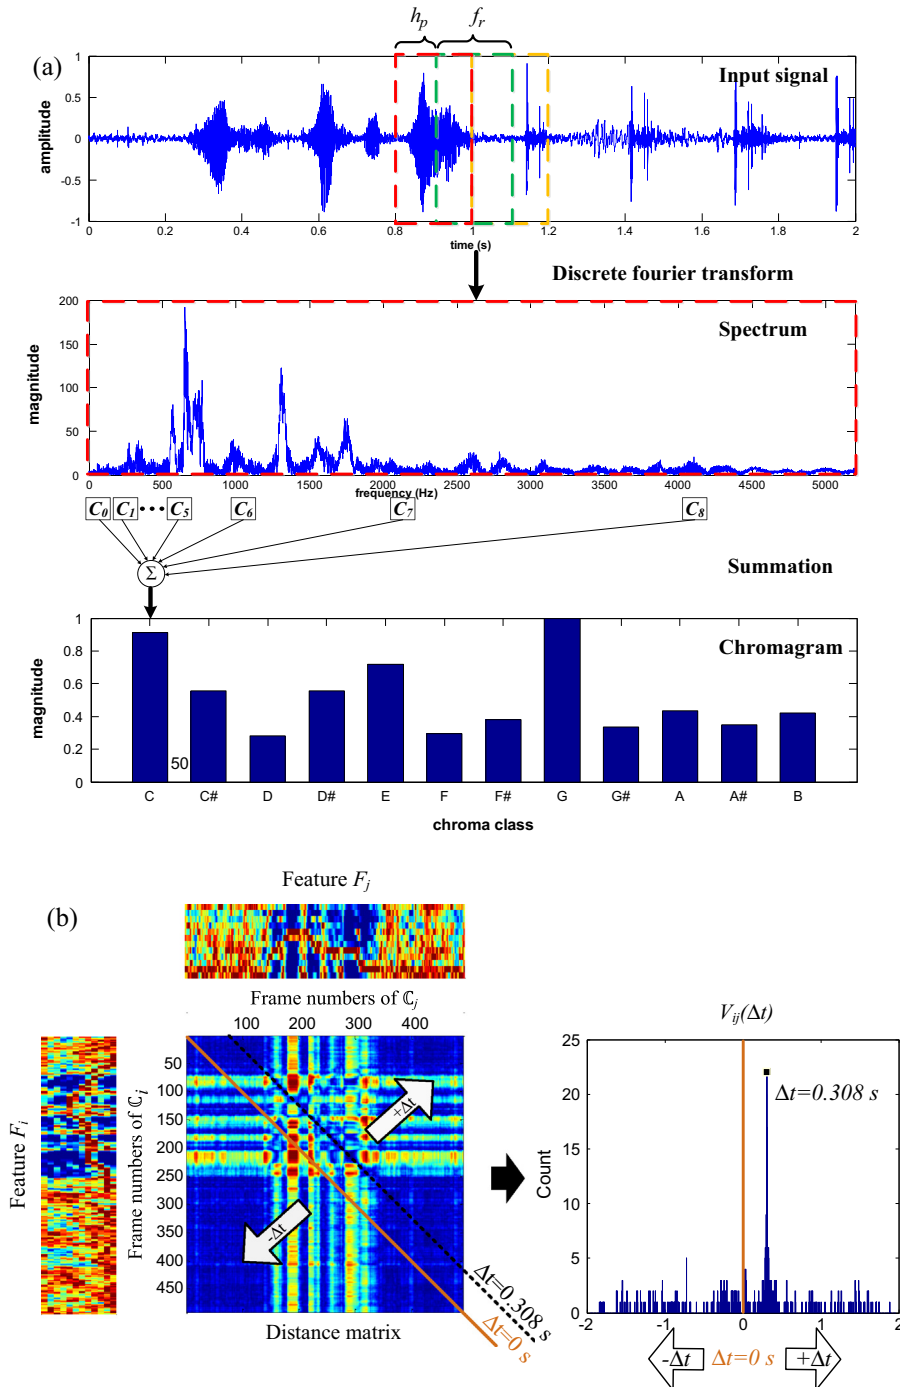 h_p f_r
(a)
Input signal
amplitude
1
0.5
0
-0.5
-1
0 0.2 0.4 0.6 0.8 1 1.2 1.4 1.6 1.8 2
time (s)
Discrete fourier transform
Spectrum
magnitude
200
150
100
50
0
0 500 1000 1500 2000 2500 3000 3500 4000 4500 5000
frequency (Hz)
C_0 C_1 ••• C_5 C_6 C_7 C_8
Σ
Summation
Chromagram
magnitude
1
0.8
0.6
0.4
0.2
0
50
C C# D D# E F F# G G# A A# B
chroma class
Feature F_j
(b)
Frame numbers of ℂ_j
100 200 300 400
Feature F_i
Frame numbers of ℂ_i
50
100
150
200
250
300
350
400
450
+Δt
-Δt
Δt=0.308 s
Δt=0 s
Distance matrix
V_ij(Δt)
Count
25
20
15
10
5
0
Δt=0.308 s
-2 -1 0 1 2
-Δt Δt=0 s +Δt